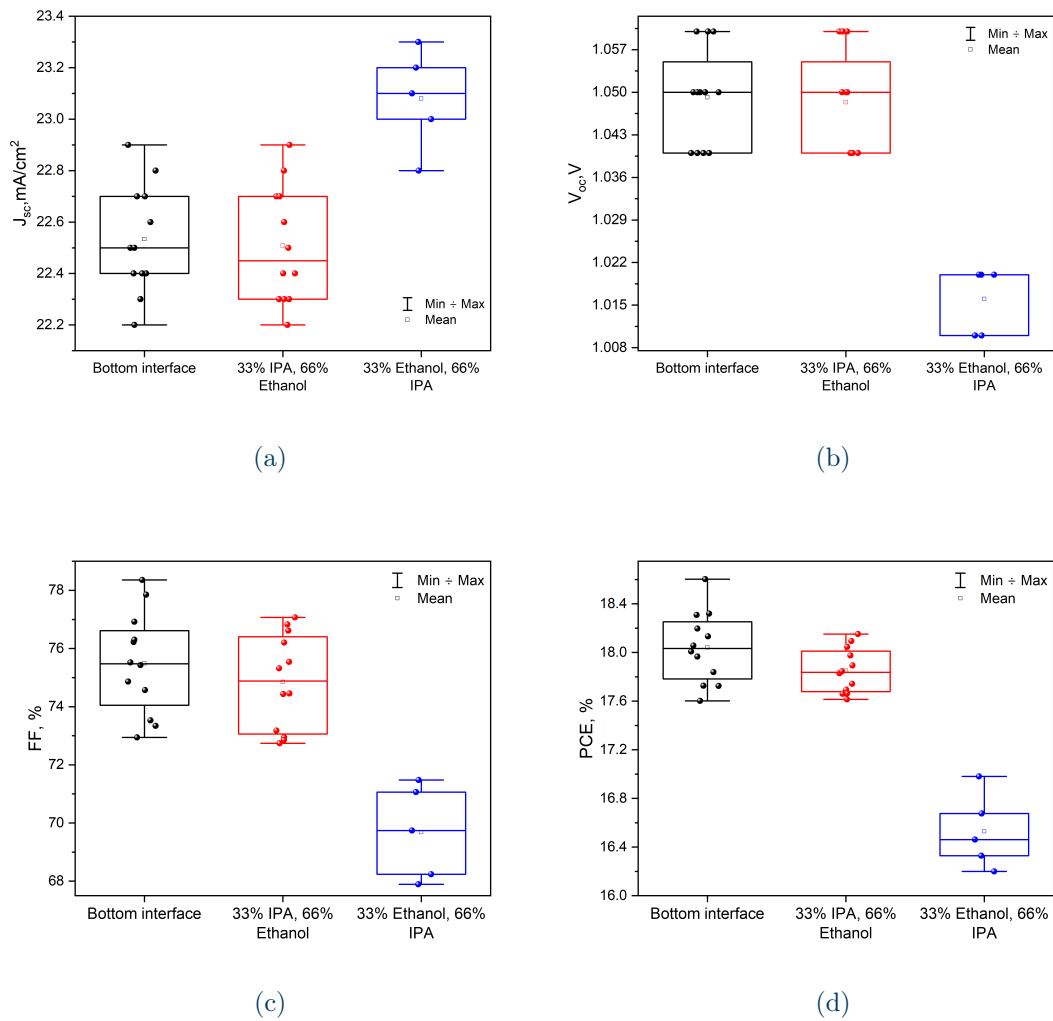 23.4
23.2
23.0
22.8
22.6
22.4
22.2
Jsc,mA/cm²
Min ÷ Max
Mean
Bottom interface
33% IPA, 66%
Ethanol
33% Ethanol, 66%
IPA
(a)
1.057
1.050
1.043
1.036
1.029
1.022
1.015
1.008
Voc,V
Min ÷ Max
Mean
Bottom interface
33% IPA, 66%
Ethanol
33% Ethanol, 66%
IPA
(b)
78
76
74
72
70
68
FF, %
Min ÷ Max
Mean
Bottom interface
33% IPA, 66%
Ethanol
33% Ethanol, 66%
IPA
(c)
18.4
18.0
17.6
17.2
16.8
16.4
16.0
PCE, %
Min ÷ Max
Mean
Bottom interface
33% IPA, 66%
Ethanol
33% Ethanol, 66%
IPA
(d)